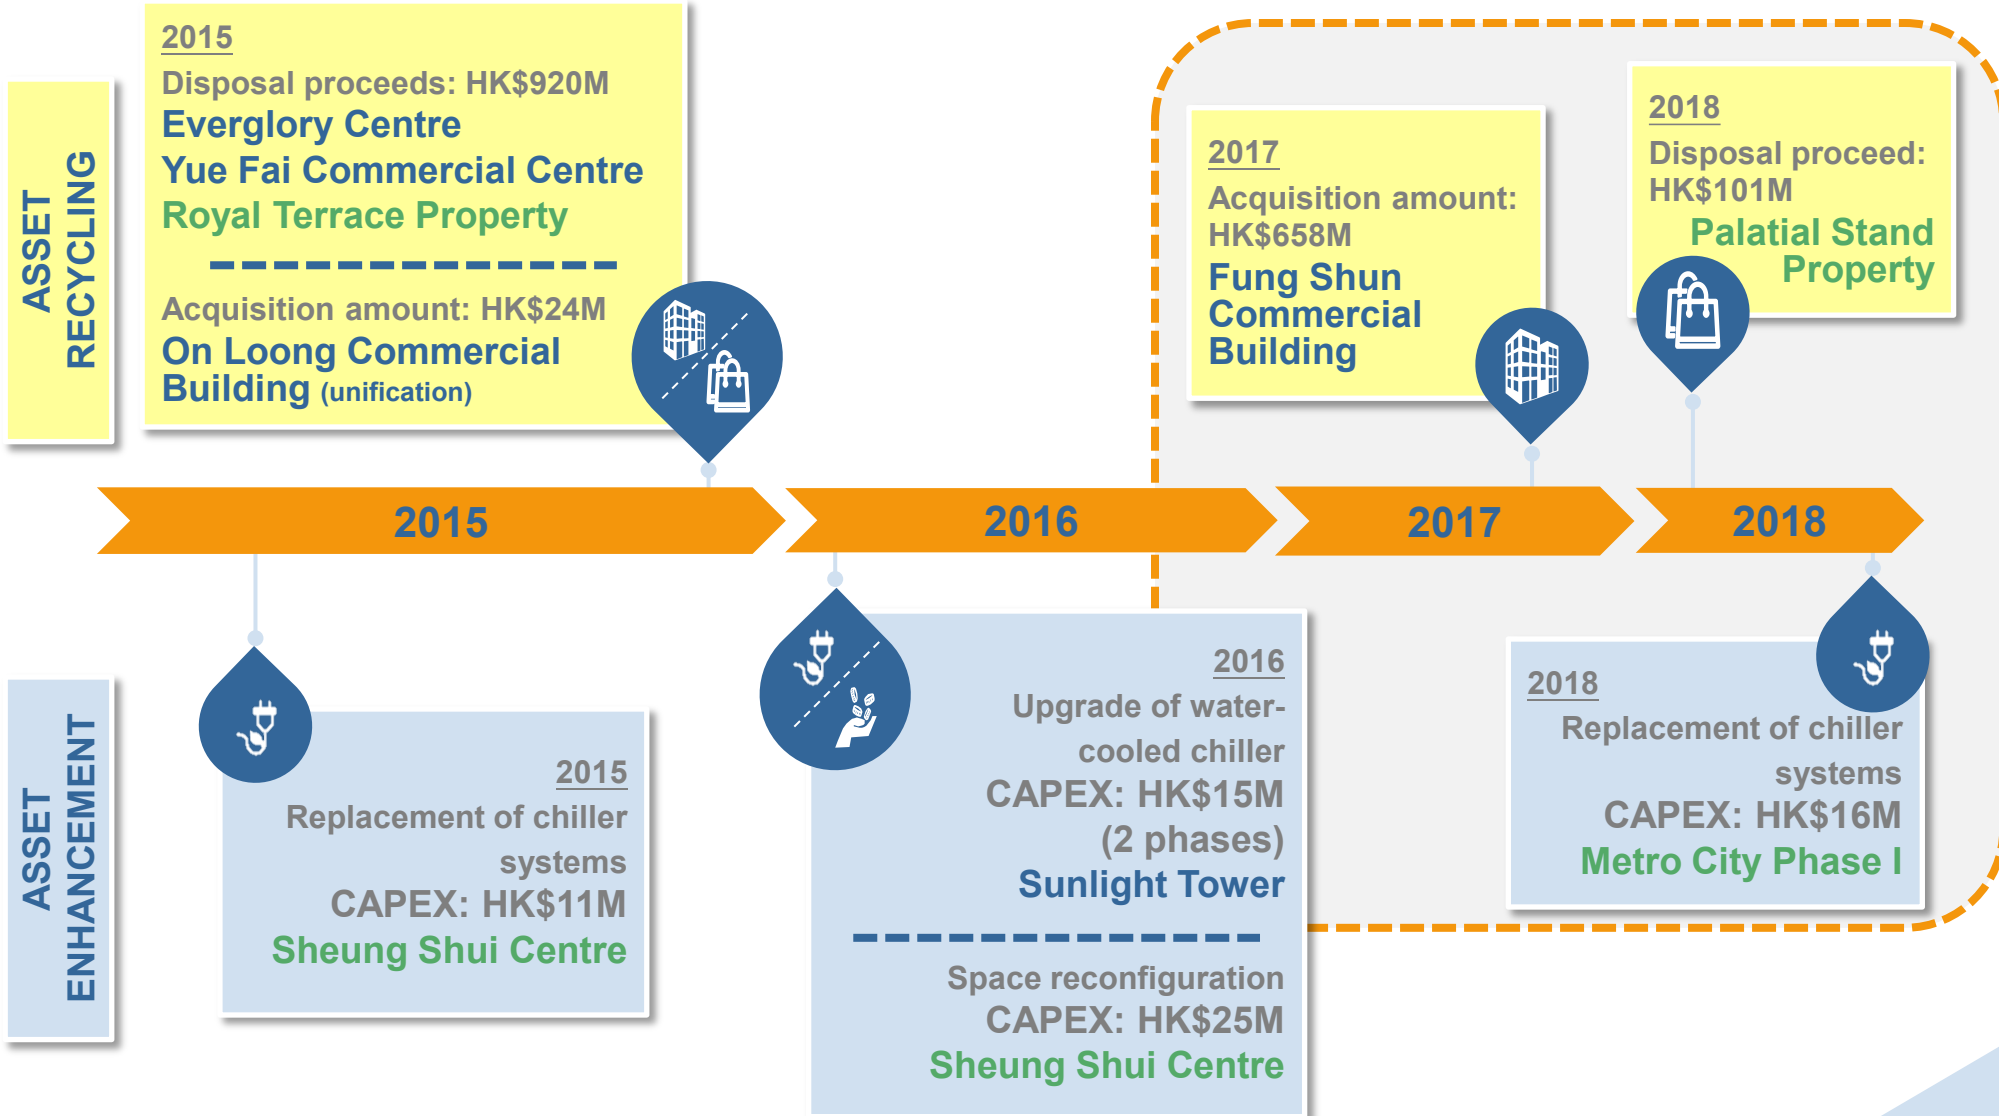 ASSET
RECYCLING
2015
Disposal proceeds: HK$920M
Everglory Centre
Yue Fai Commercial Centre
Royal Terrace Property
Acquisition amount: HK$24M
On Loong Commercial
Building (unification)
2017
Acquisition amount:
HK$658M
Fung Shun
Commercial
Building
2018
Disposal proceed:
HK$101M
Palatial Stand
Property
2015
2016
2017
2018
ASSET
ENHANCEMENT
2015
Replacement of chiller
systems
CAPEX: HK$11M
Sheung Shui Centre
2016
Upgrade of water-
cooled chiller
CAPEX: HK$15M
(2 phases)
Sunlight Tower
Space reconfiguration
CAPEX: HK$25M
Sheung Shui Centre
2018
Replacement of chiller
systems
CAPEX: HK$16M
Metro City Phase I